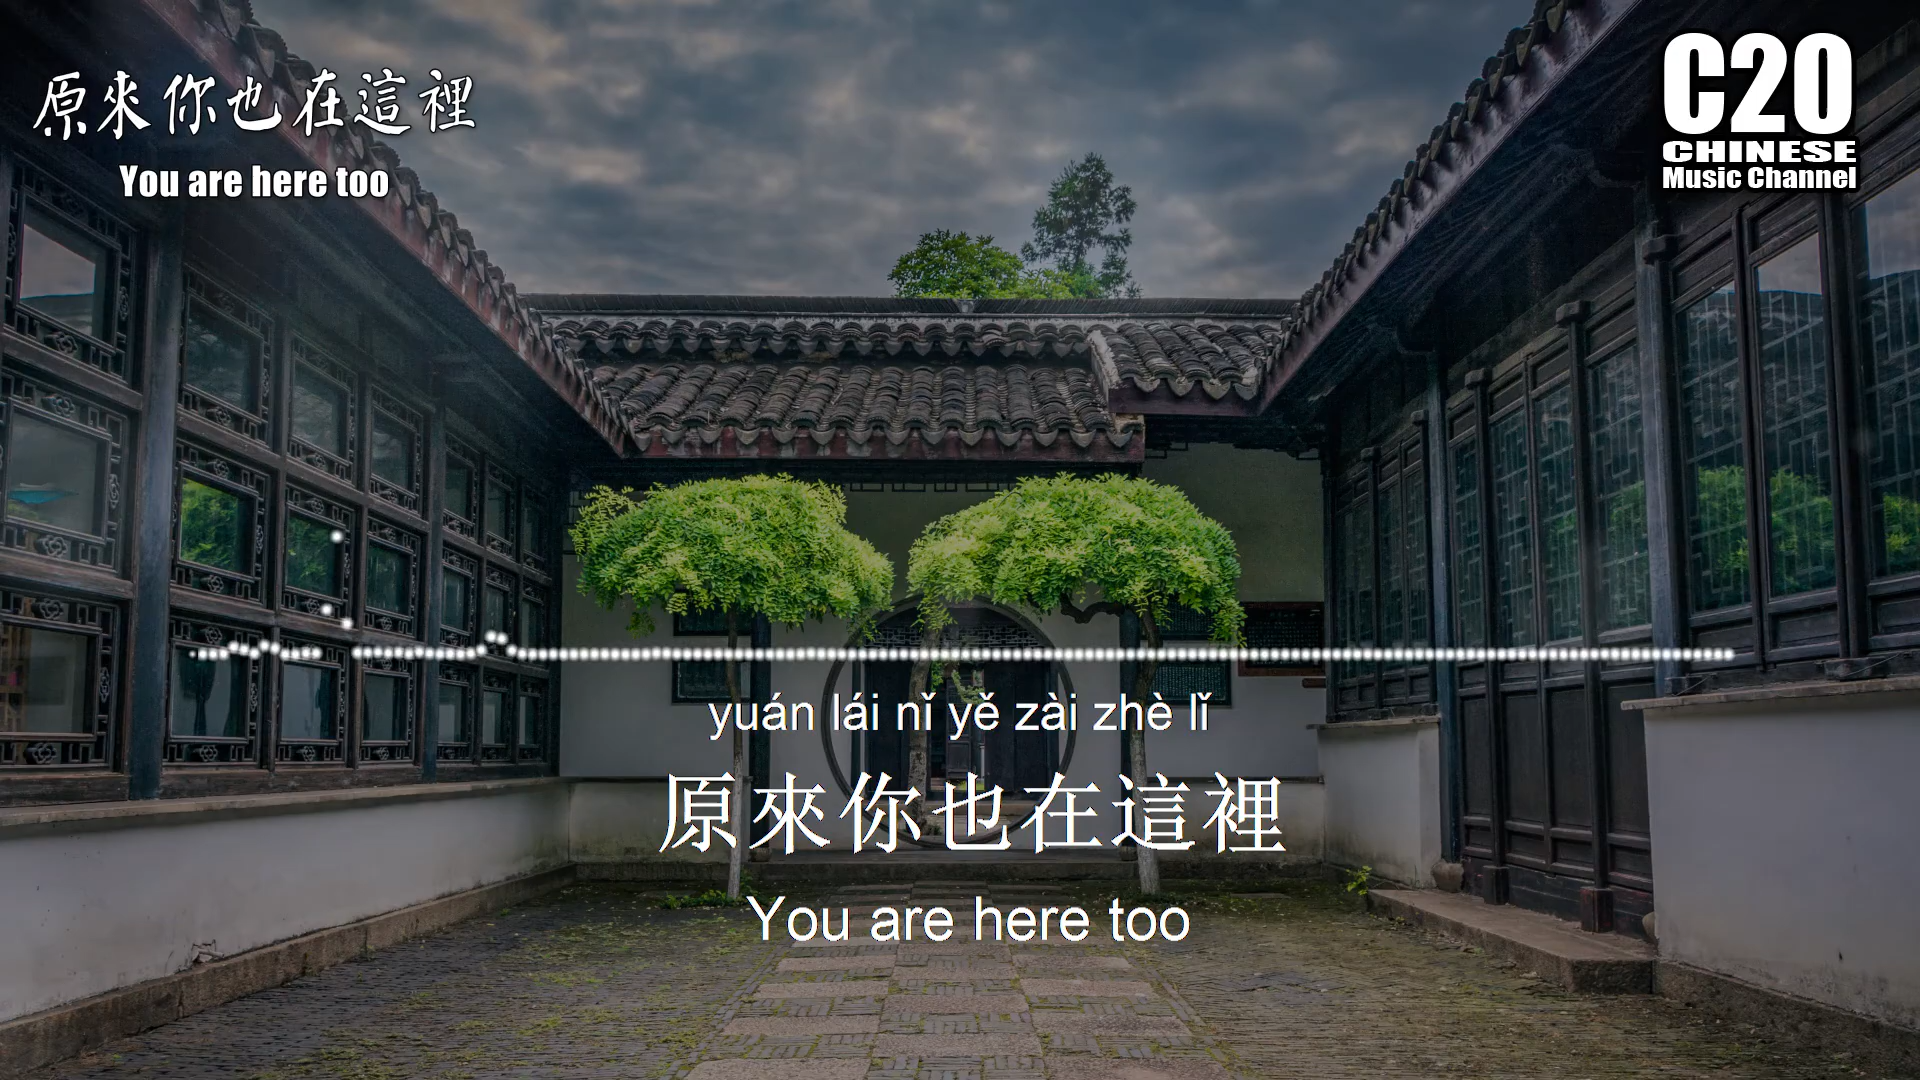 原來你也在這裡
You are here too
C20
CHINESE
Music Channel
yuán lái nǐ yě zài zhè lǐ
原來你也在這裡
You are here too